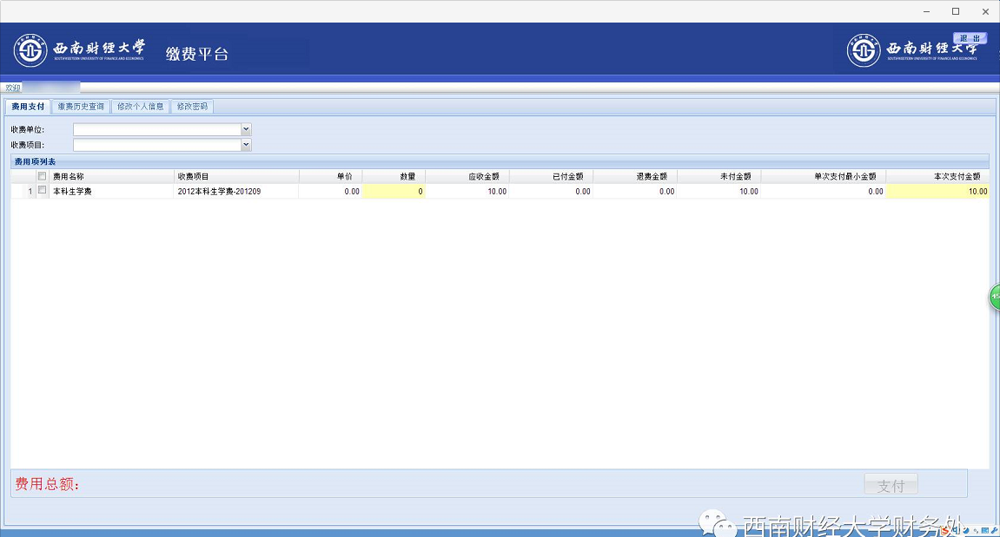 西南财经大学
SOUTHWESTERN UNIVERSITY OF FINANCE AND ECONOMICS
缴费平台
退 出
西南财经大学
SOUTHWESTERN UNIVERSITY OF FINANCE AND ECONOMICS
欢迎
费用支付 缴费历史查询 修改个人信息 修改密码
收费单位:
收费项目:
费用项列表
费用名称 收费项目 单价 数量 应收金额 已付金额 退费金额 未付金额 单次支付最小金额 本次支付金额
1 本科生学费 2012本科生学费-201209 0.00 0 10.00 0.00 0.00 10.00 0.00 10.00
45
费用总额:
支付
西南财经大学财务处